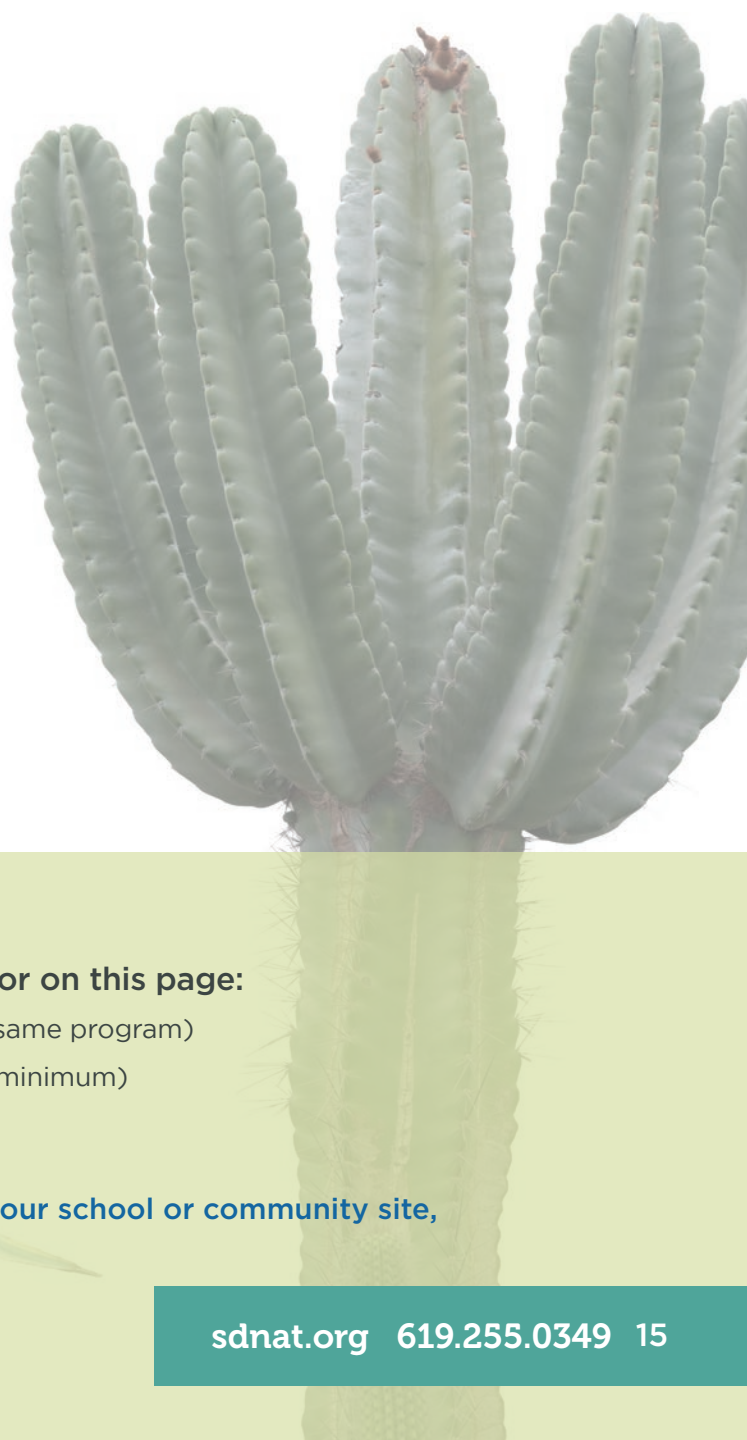 or on this page:
same program)
minimum)
our school or community site,
sdnat.org 619.255.0349 15